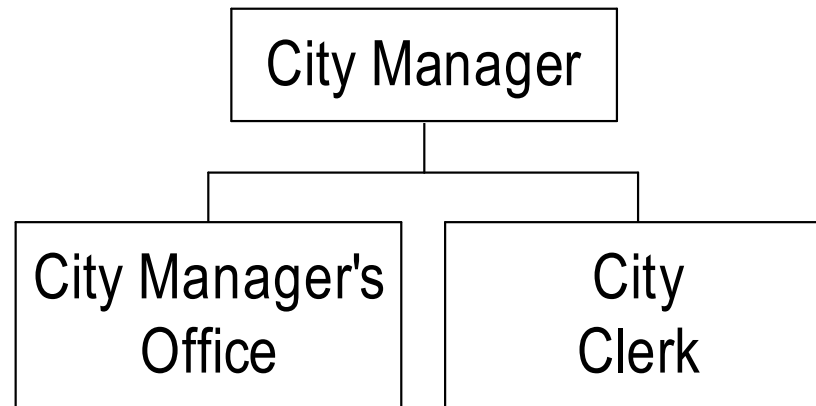 City Manager
City Manager's
Office
City
Clerk